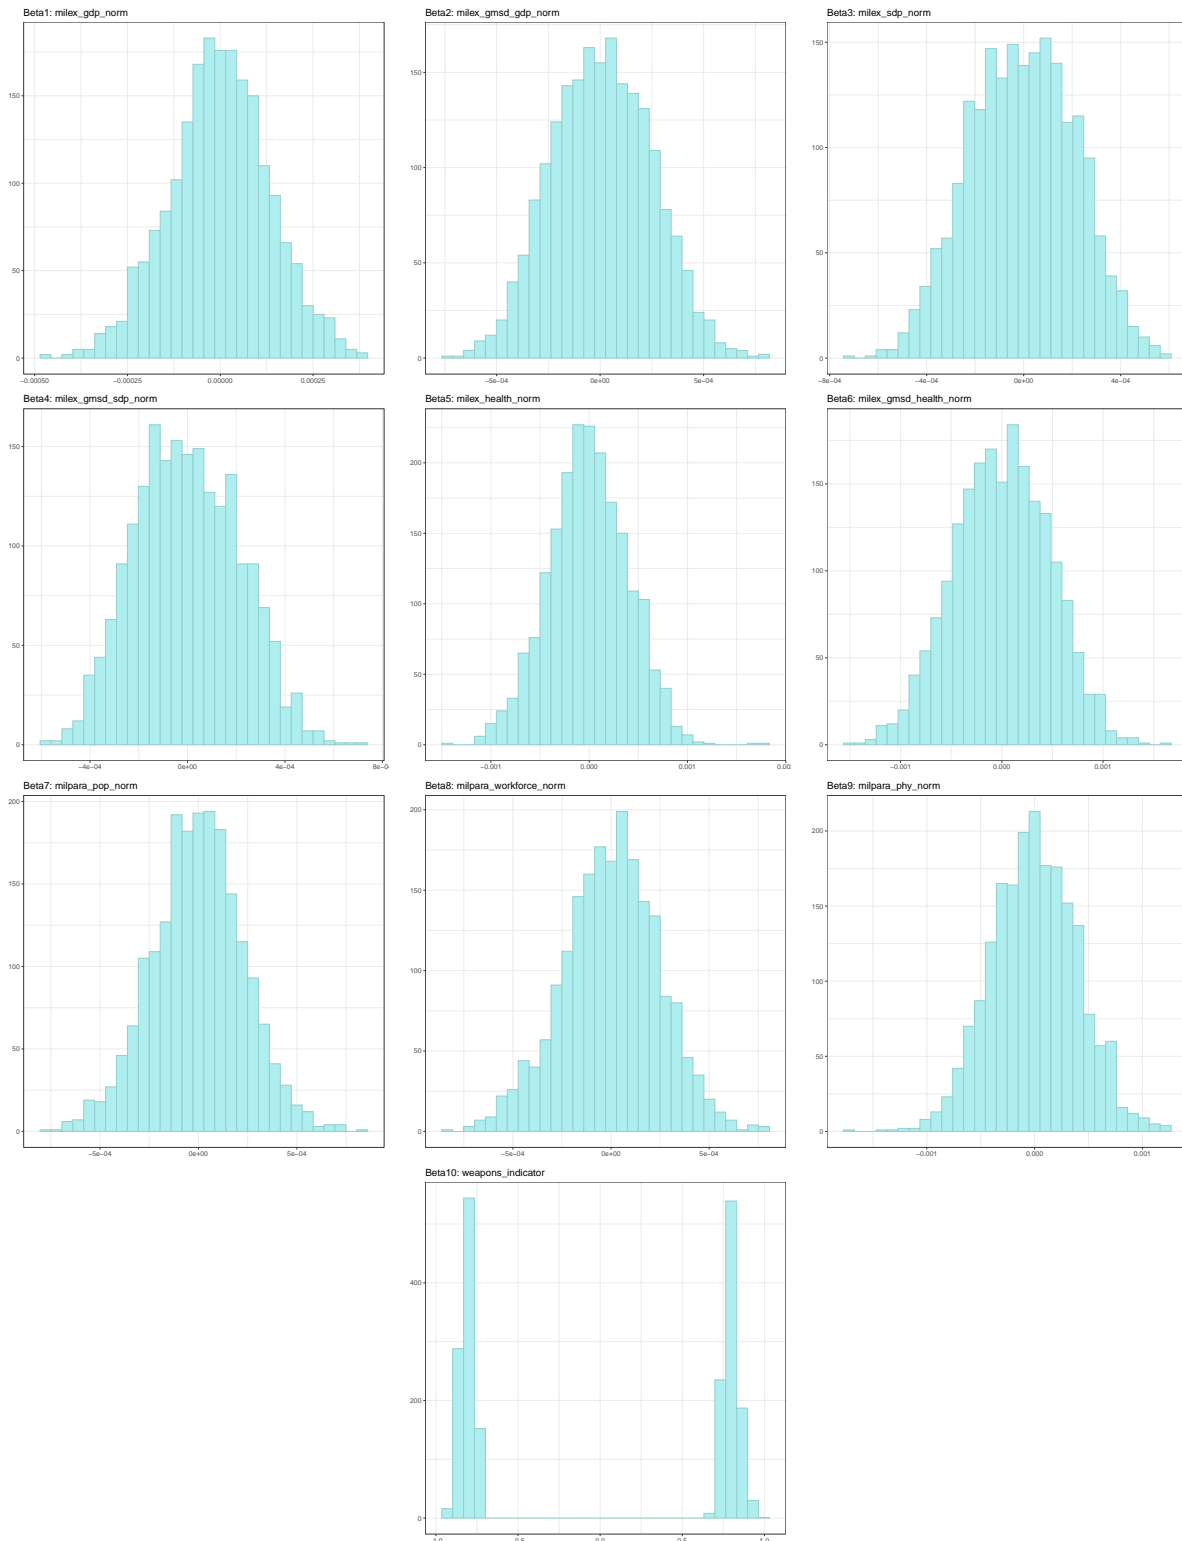 Beta1: milex_gdp_norm
150
100
50
0
−0.00050
−0.00025
0.00000
0.00025
Beta2: milex_gmsd_gdp_norm
150
100
50
0
−5e−04
0e+00
5e−04
Beta3: milex_sdp_norm
150
100
50
0
−8e−04
−4e−04
0e+00
4e−04
Beta4: milex_gmsd_sdp_norm
150
100
50
0
−4e−04
0e+00
4e−04
Beta5: milex_health_norm
200
150
100
50
0
−0.001
0.000
0.001
Beta6: milex_gmsd_health_norm
150
100
50
0
−0.001
0.000
0.001
Beta7: milpara_pop_norm
200
150
100
50
0
−5e−04
0e+00
5e−04
Beta8: milpara_workforce_norm
200
150
100
50
0
−5e−04
0e+00
5e−04
Beta9: milpara_phy_norm
200
150
100
50
0
−0.001
0.000
0.001
Beta10: weapons_indicator
400
200
0